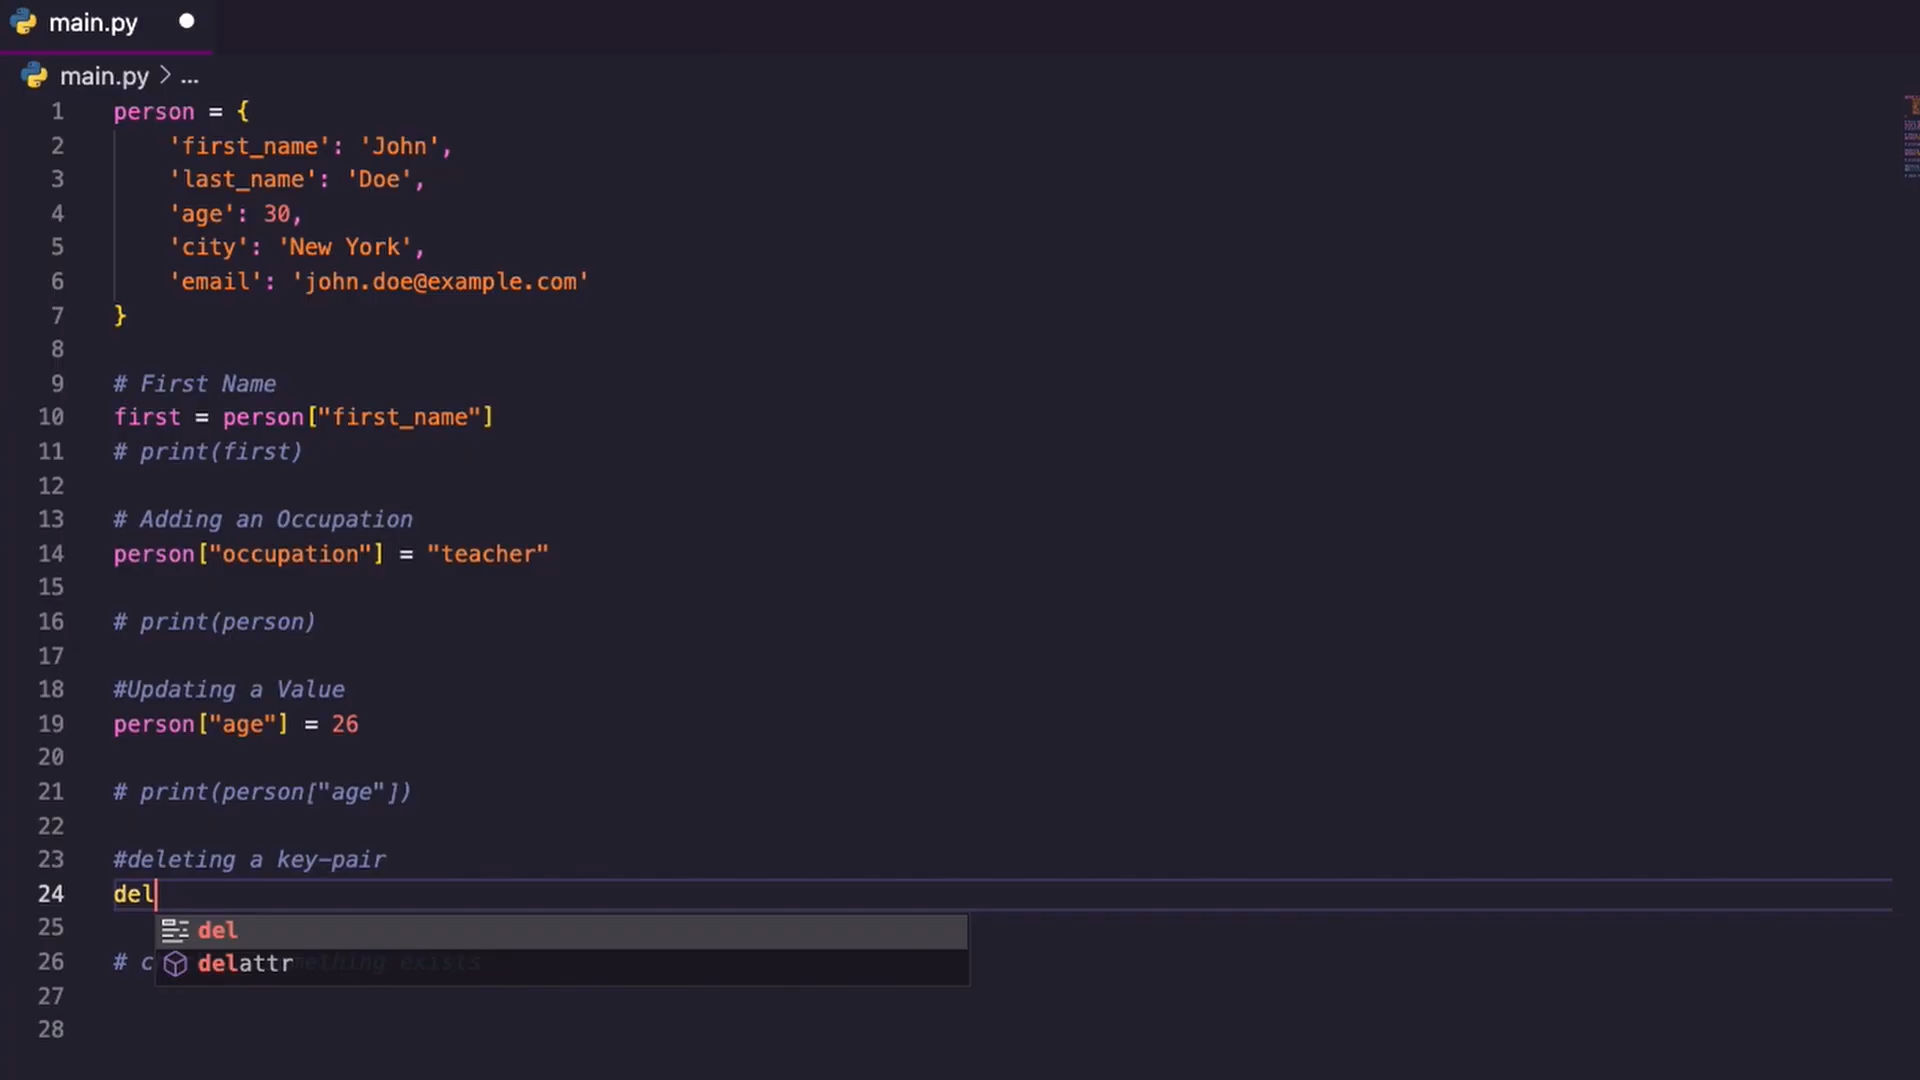 main.py
main.py > ...
1 person = {
2 'first_name': 'John',
3 'last_name': 'Doe',
4 'age': 30,
5 'city': 'New York',
6 'email': 'john.doe@example.com'
7 }
8
9 # First Name
10 first = person["first_name"]
11 # print(first)
12
13 # Adding an Occupation
14 person["occupation"] = "teacher"
15
16 # print(person)
17
18 #Updating a Value
19 person["age"] = 26
20
21 # print(person["age"])
22
23 #deleting a key-pair
24 del
25 del
26 # c delattr mething exists
27
28